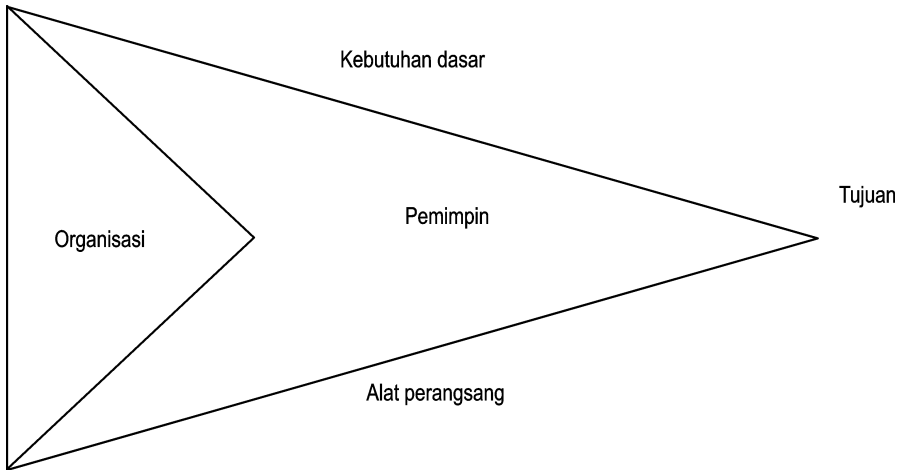 Kebutuhan dasar
Tujuan
Pemimpin
Organisasi
Alat perangsang